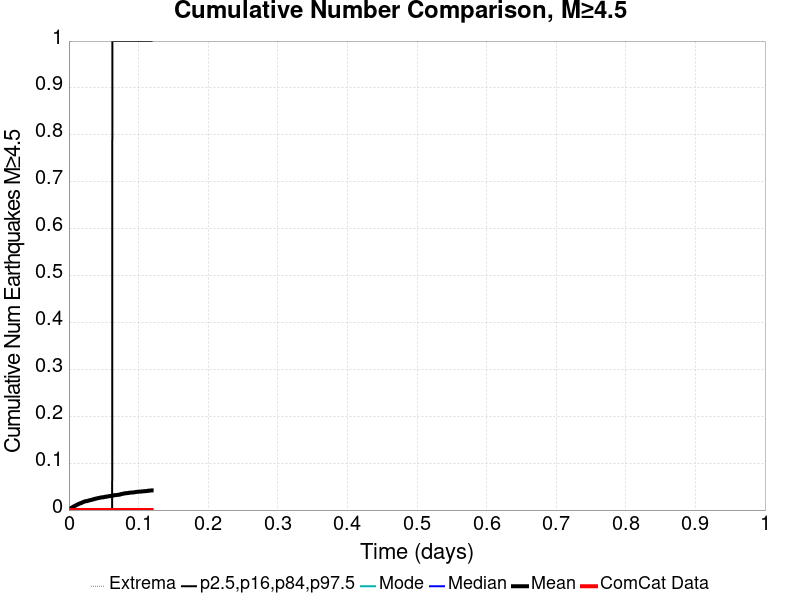 Cumulative Number Comparison, M≥4.5
Cumulative Num Earthquakes M≥4.5
1
0.9
0.8
0.7
0.6
0.5
0.4
0.3
0.2
0.1
0
0 0.1 0.2 0.3 0.4 0.5 0.6 0.7 0.8 0.9 1
Time (days)
Extrema p2.5,p16,p84,p97.5 Mode Median Mean ComCat Data